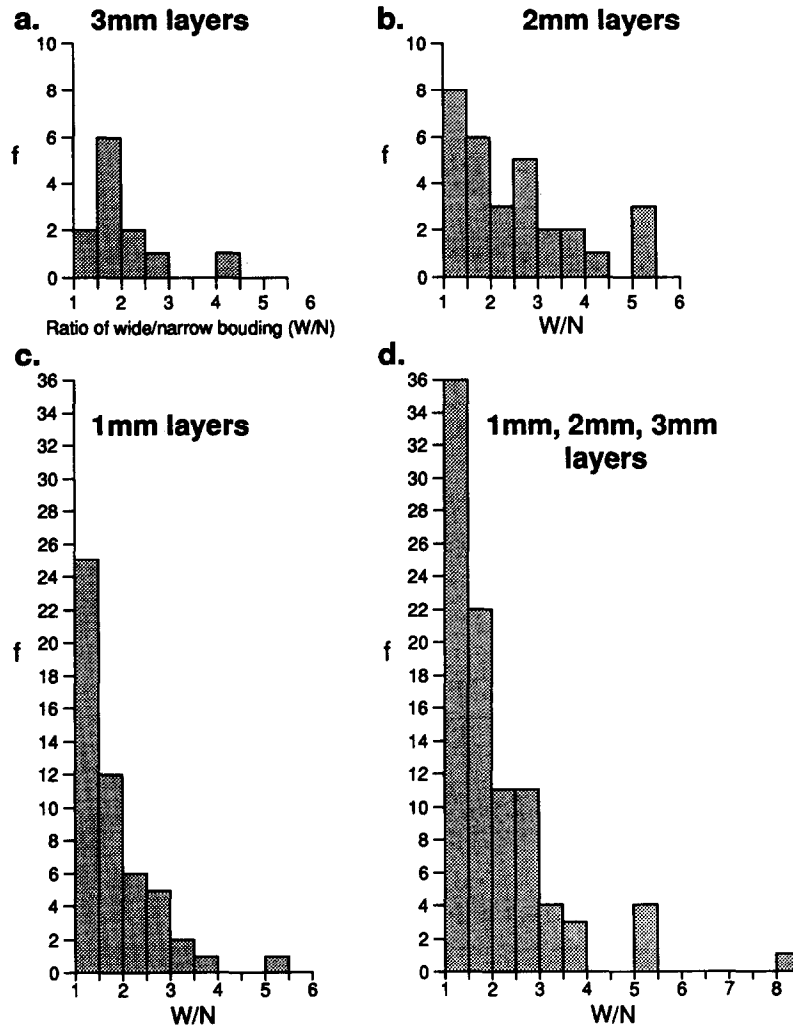 a. 3mm layers
10
8
6
4
2
0
f
1 2 3 4 5 6
Ratio of wide/narrow bouding (W/N)
b. 2mm layers
10
8
6
4
2
0
f
1 2 3 4 5 6
W/N
c.
1mm layers
36
34
32
30
28
26
24
22
20
18
16
14
12
10
8
6
4
2
0
f
1 2 3 4 5 6
W/N
d.
1mm, 2mm, 3mm
layers
36
34
32
30
28
26
24
22
20
18
16
14
12
10
8
6
4
2
0
f
1 2 3 4 5 6 7 8
W/N